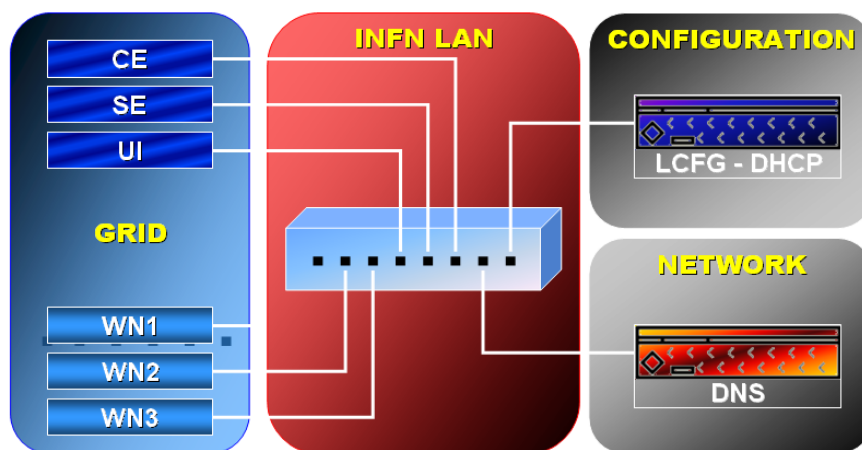 CE
SE
UI
GRID
WN1
WN2
WN3
INFN LAN
CONFIGURATION
LCFG - DHCP
NETWORK
DNS